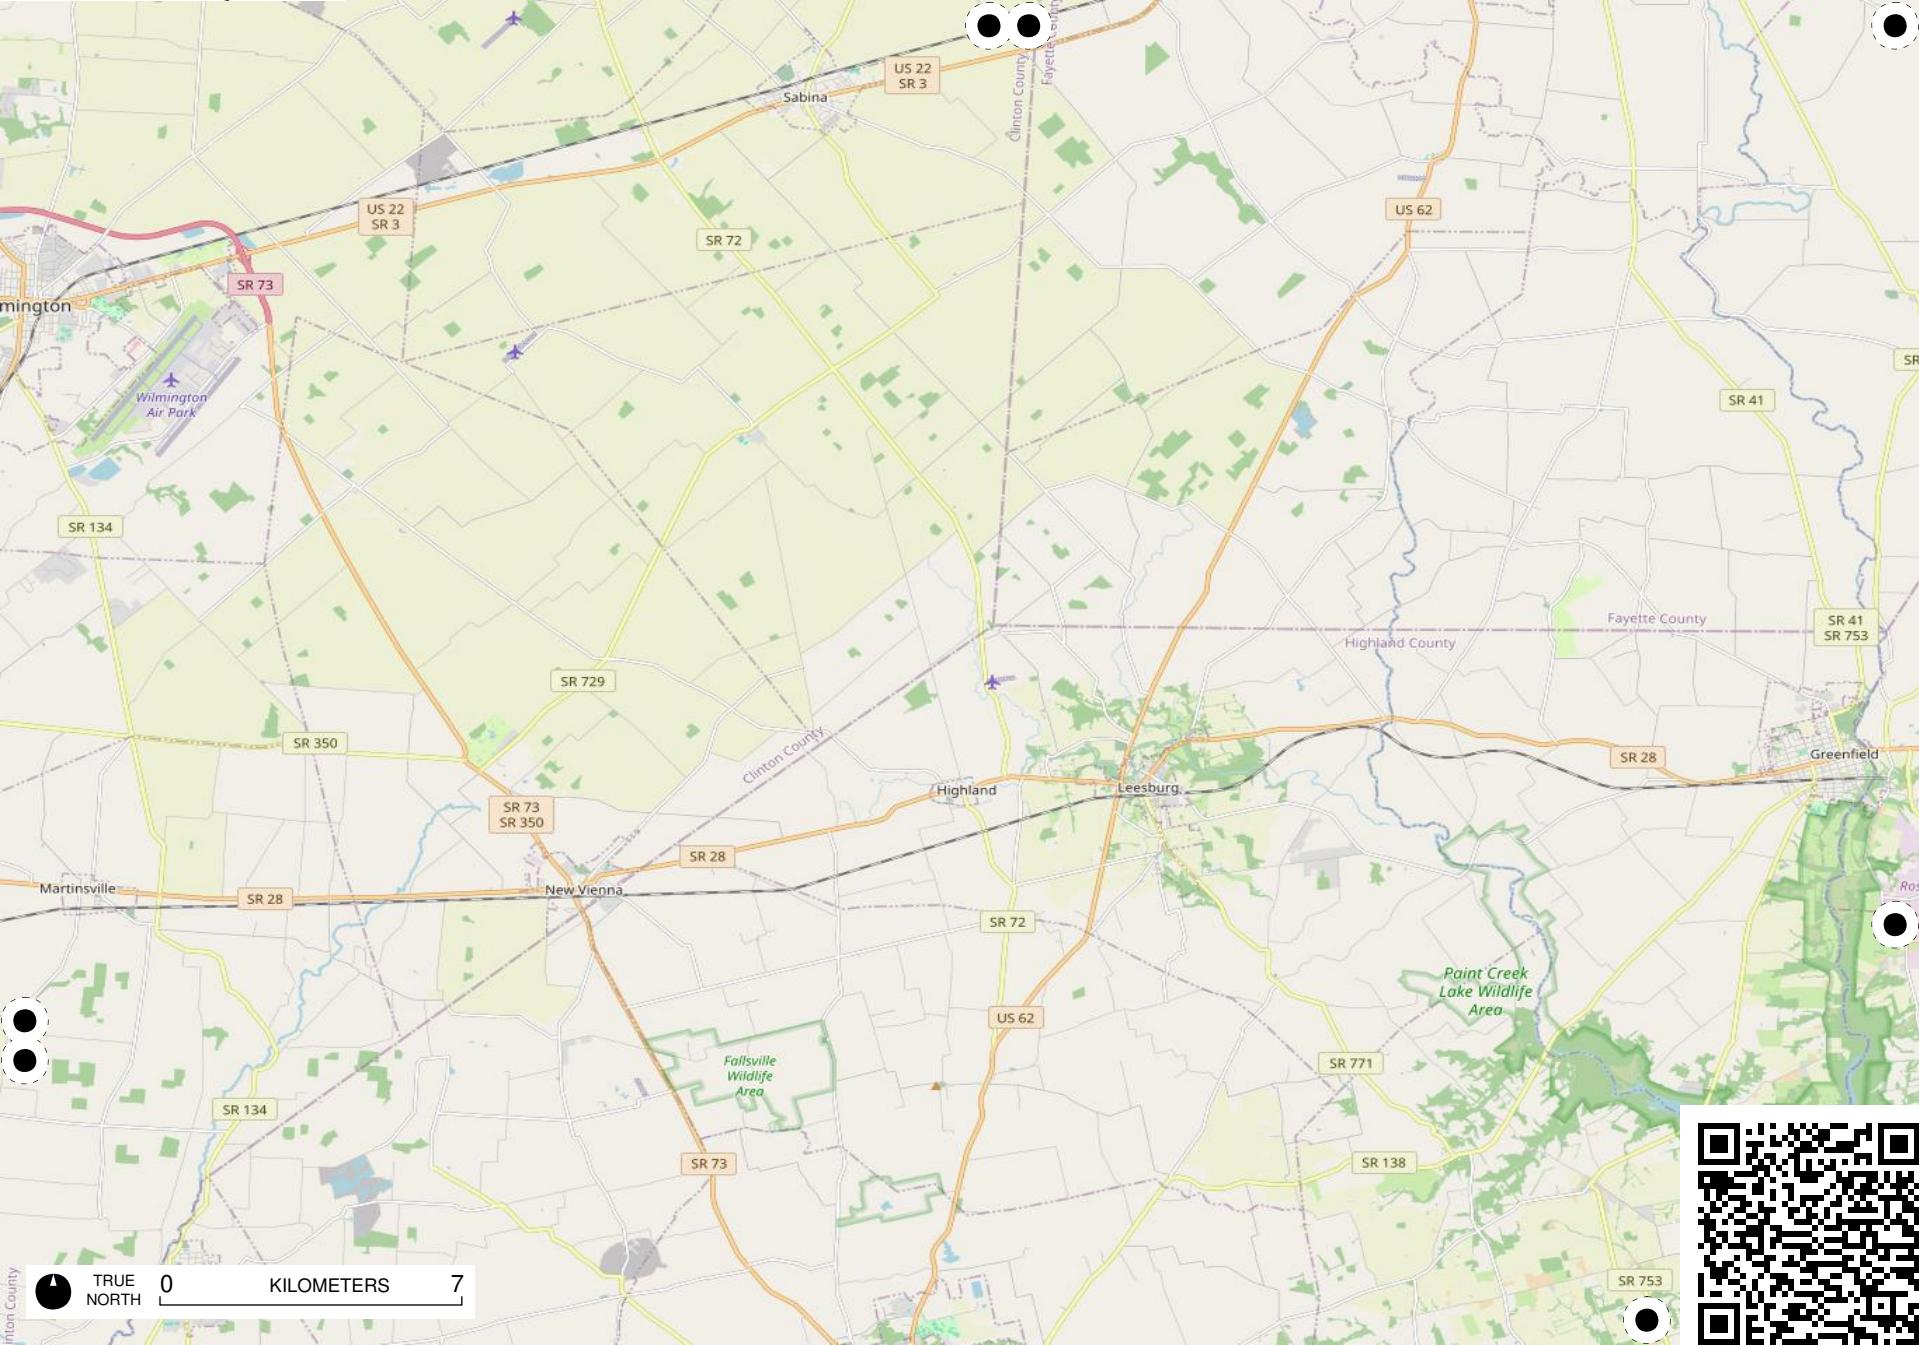 Clinton County
Fayette County
US 22
SR 3
Sabina
US 62
US 22
SR 3
SR 72
SR 73
mington
Wilmington
Air Park
SR
SR 41
SR 134
Fayette County
SR 41
SR 753
Highland County
SR 729
SR 350
Clinton County
SR 28
Greenfield
Highland
Leesburg
SR 73
SR 350
SR 28
Martinsville
SR 28
New Vienna
Ros
SR 72
Paint Creek
Lake Wildlife
Area
US 62
Fallsville
Wildlife
Area
SR 771
SR 134
SR 73
SR 138
SR 753
inton County
TRUE
NORTH
0 KILOMETERS 7